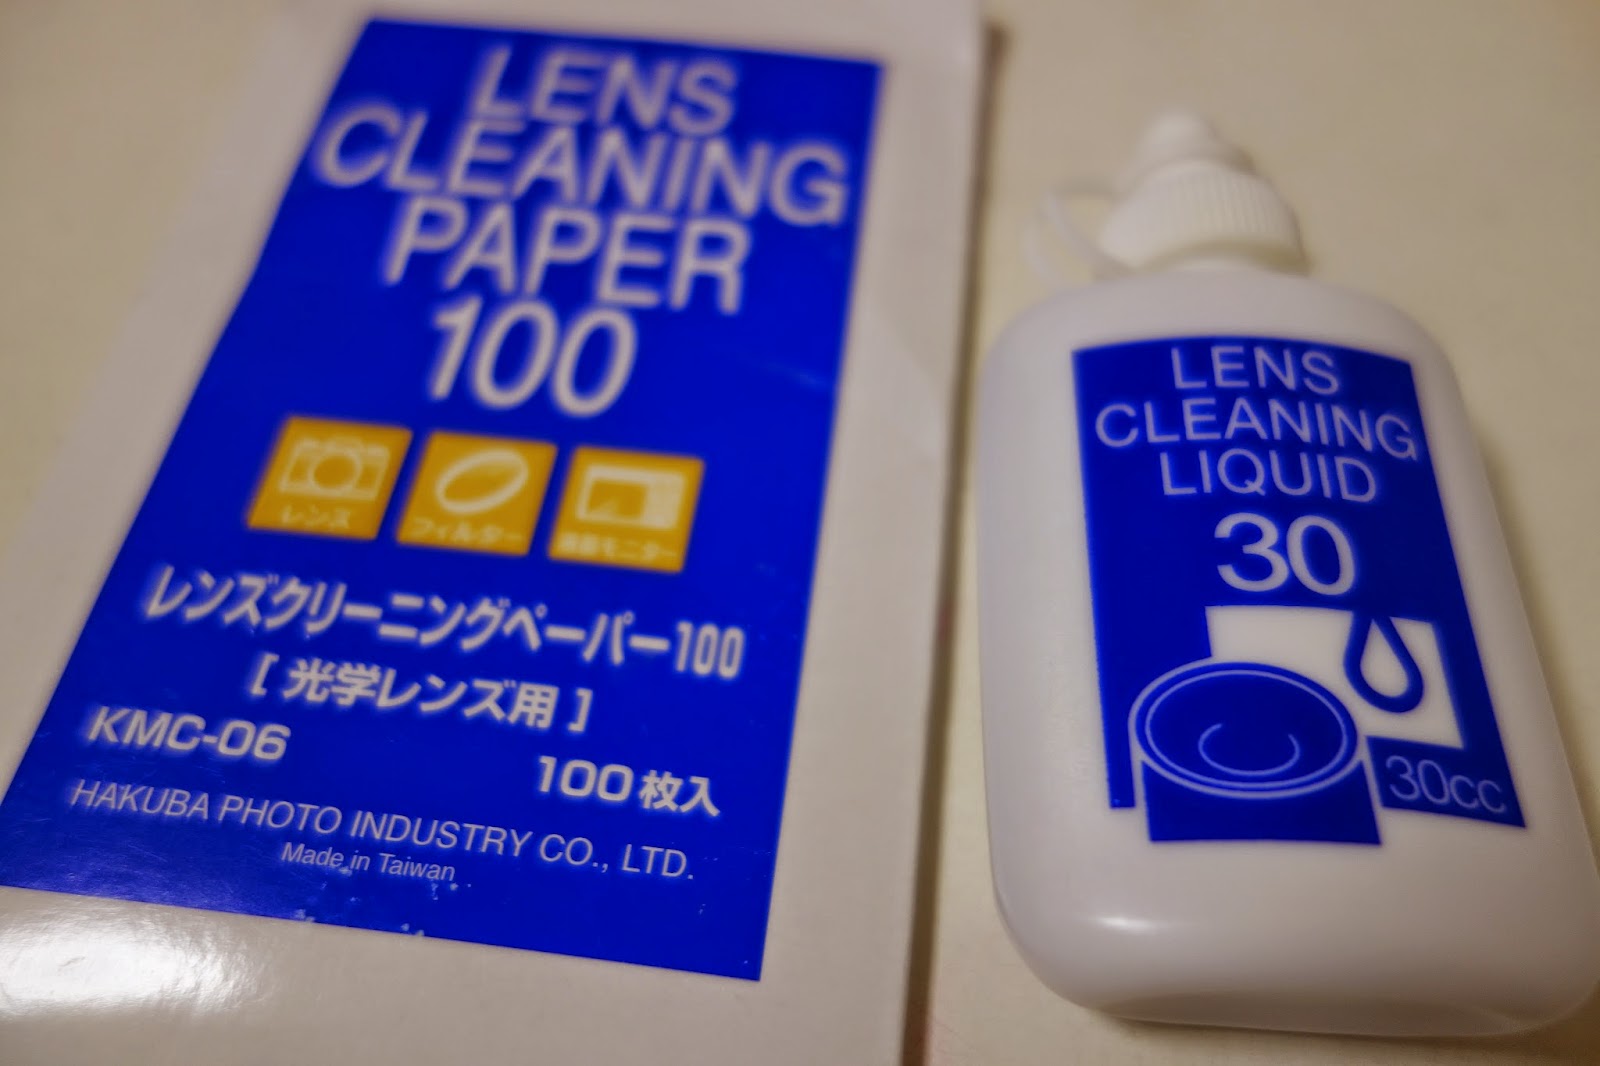 LENS
CLEANING
PAPER
100
レンズ
フィルター
液晶モニター
レンズクリーニングペーパー100
[ 光学レンズ用 ]
KMC-06
100枚入
HAKUBA PHOTO INDUSTRY CO., LTD.
Made in Taiwan
LENS
CLEANING
LIQUID
30
30cc